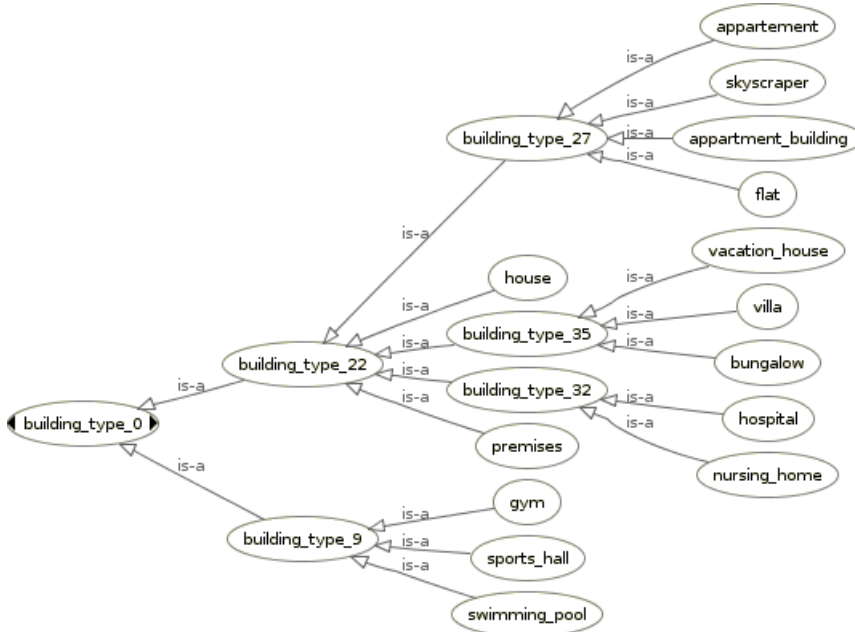 appartement
is-a
skyscraper
is-a
building_type_27
is-a
appartment_building
is-a
flat
is-a
vacation_house
is-a
house
is-a
villa
is-a
building_type_35
is-a
is-a
bungalow
building_type_22
is-a
is-a
building_type_32
is-a
hospital
building_type_0
is-a
is-a
premises
nursing_home
is-a
gym
is-a
building_type_9
is-a
sports_hall
is-a
swimming_pool